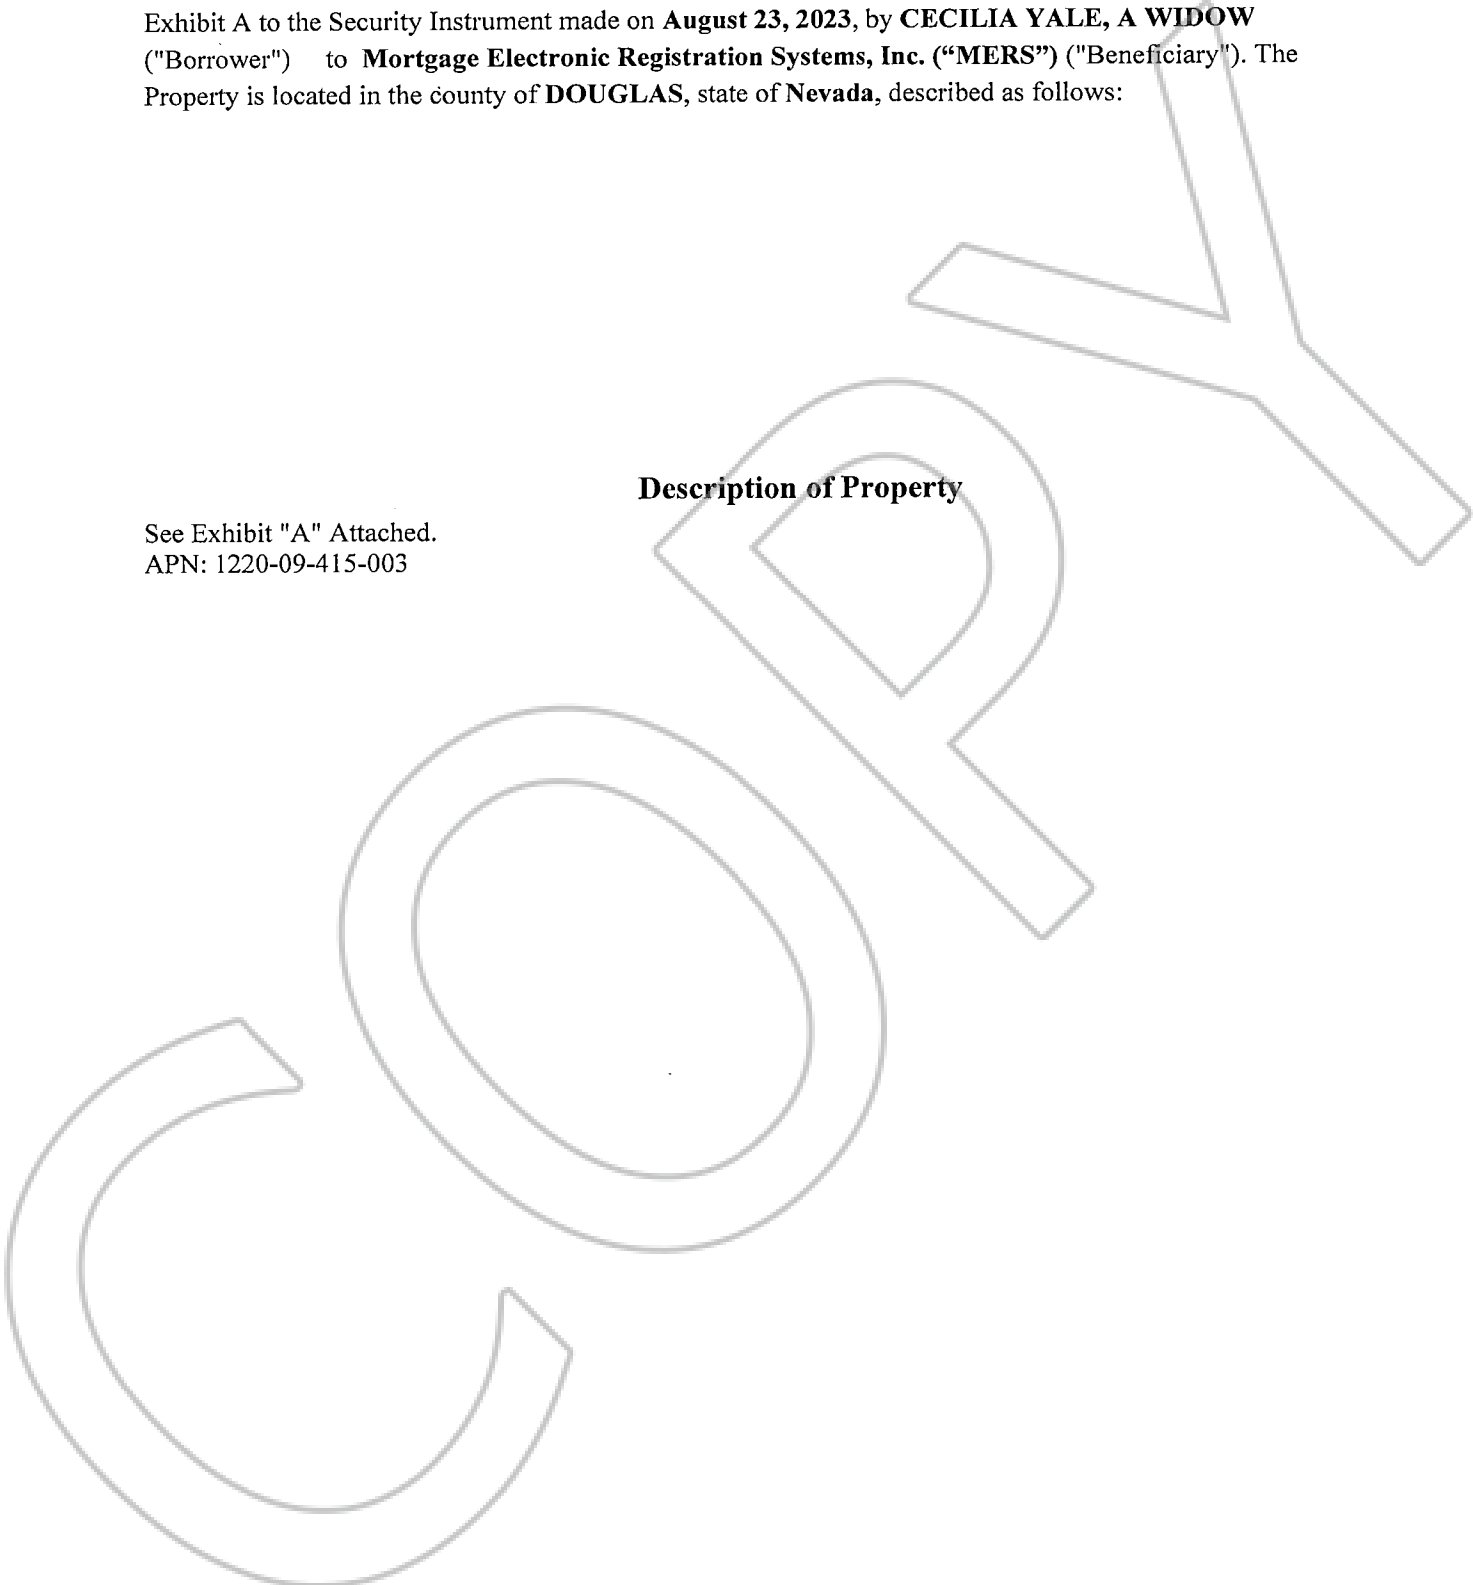 Exhibit A to the Security Instrument made on August 23, 2023, by CECILIA YALE, A WIDOW
("Borrower") to Mortgage Electronic Registration Systems, Inc. (“MERS”) ("Beneficiary"). The
Property is located in the county of DOUGLAS, state of Nevada, described as follows:
Description of Property
See Exhibit "A" Attached.
APN: 1220-09-415-003
COPY